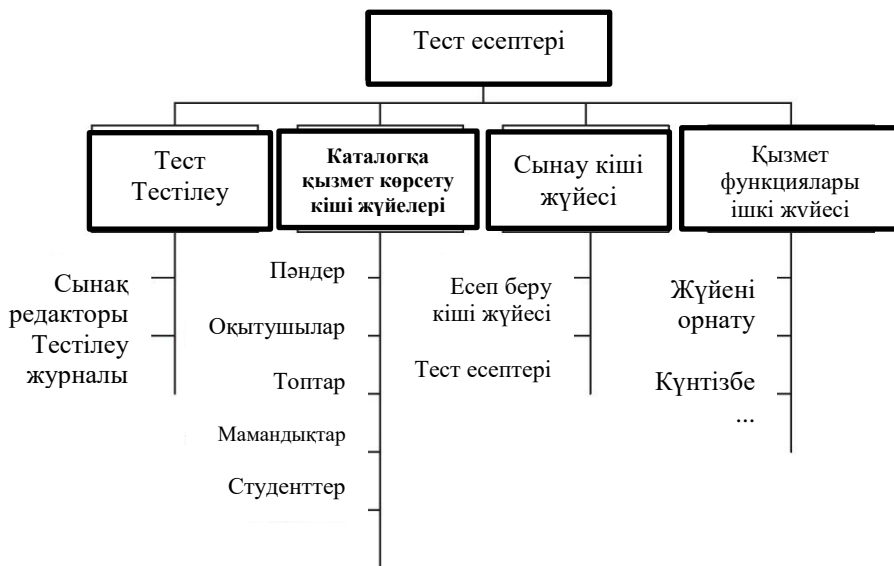 Тест есептері
Тест
Тестілеу
Каталогқа
қызмет көрсету
кіші жүйелері
Сынау кіші
жүйесі
Қызмет
функциялары
ішкі жүйесі
Сынақ
редакторы
Тестілеу
журналы
Пәндер
Оқытушылар
Топтар
Мамандықтар
Студенттер
Есеп беру
кіші жүйесі
Тест есептері
Жүйені
орнату
Күнтізбе
...